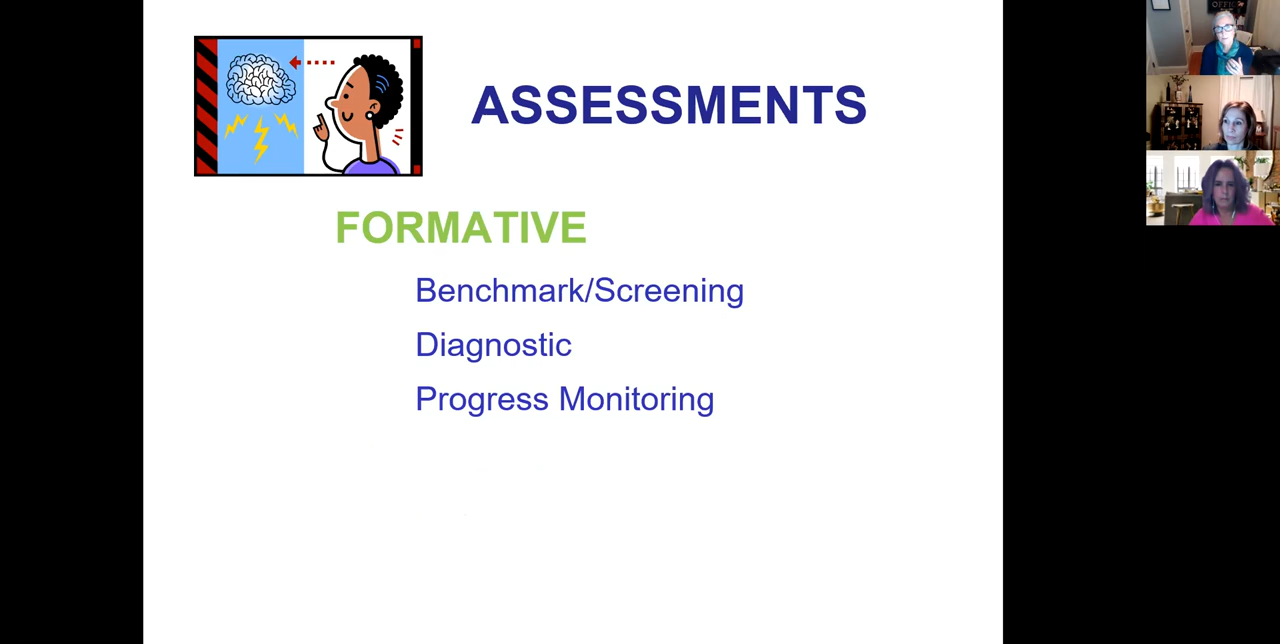 ASSESSMENTS
FORMATIVE
Benchmark/Screening
Diagnostic
Progress Monitoring